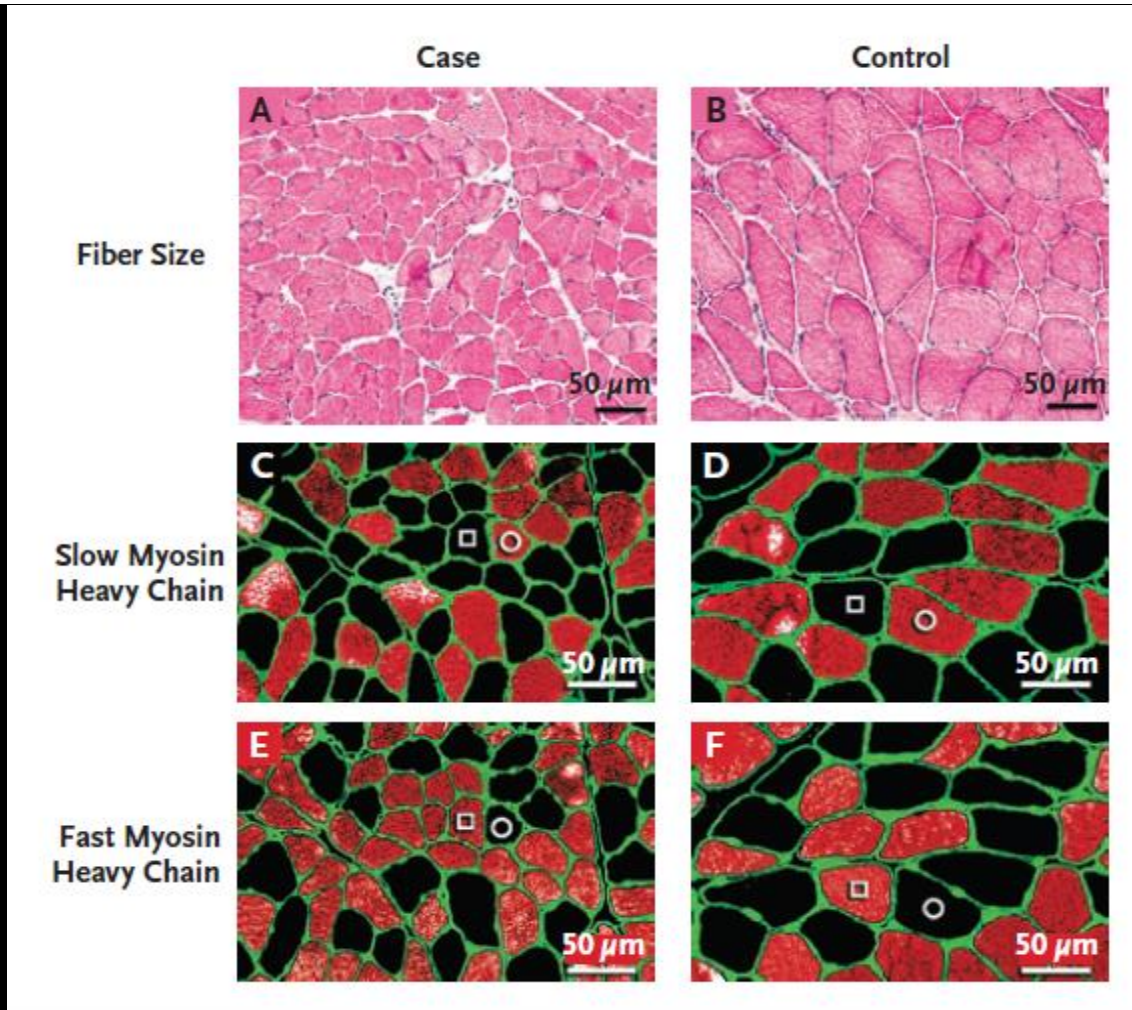 Case
Control
Fiber Size
A
50 µm
B
50 µm
Slow Myosin
Heavy Chain
C
50 µm
D
50 µm
Fast Myosin
Heavy Chain
E
50 µm
F
50 µm